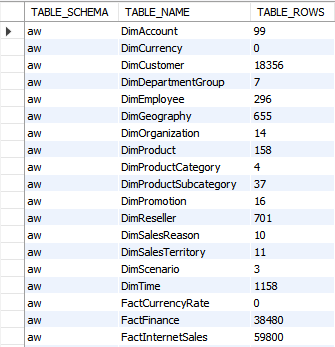 TABLE_SCHEMA TABLE_NAME TABLE_ROWS
aw DimAccount 99
aw DimCurrency 0
aw DimCustomer 18356
aw DimDepartmentGroup 7
aw DimEmployee 296
aw DimGeography 655
aw DimOrganization 14
aw DimProduct 158
aw DimProductCategory 4
aw DimProductSubcategory 37
aw DimPromotion 16
aw DimReseller 701
aw DimSalesReason 10
aw DimSalesTerritory 11
aw DimScenario 3
aw DimTime 1158
aw FactCurrencyRate 0
aw FactFinance 38480
aw FactInternetSales 59800